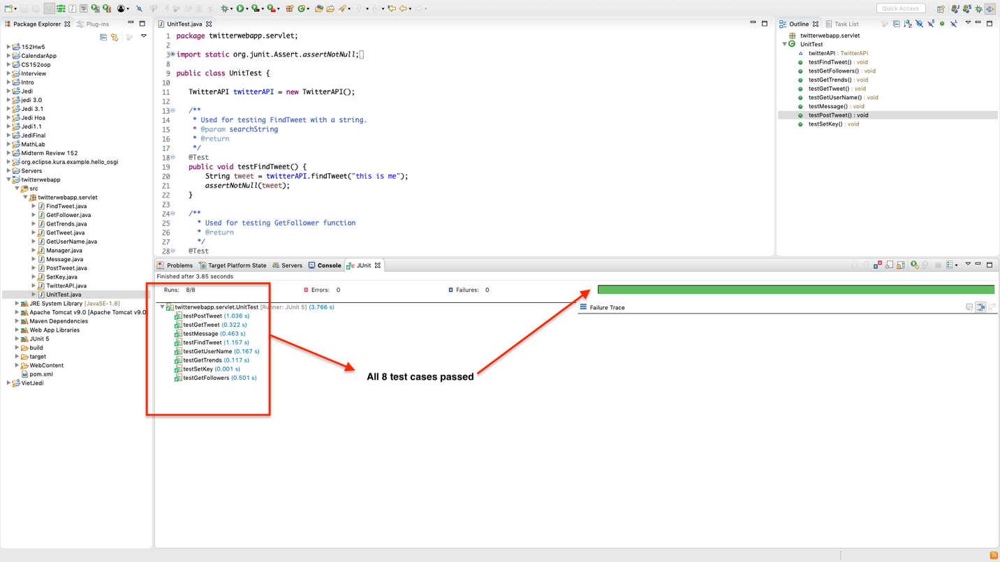 Quick Access
Package Explorer
Plug-ins
152Hw5
CalendarApp
CS152oop
Interview
Intro
Jedi
jedi 3.0
Jedi 3.1
Jedi Hoa
Jedi1.1
JediFinal
MathLab
Midterm Review 152
org.eclipse.kura.example.hello_osgi
Servers
twitterwebapp
src
twitterwebapp.servlet
FindTweet.java
GetFollower.java
GetTrends.java
GetTweet.java
GetUserName.java
Manager.java
Message.java
PostTweet.java
SetKey.java
TwitterAPI.java
UnitTest.java
JRE System Library [JavaSE-1.8]
Apache Tomcat v9.0 [Apache Tomcat v9.0]
Maven Dependencies
Web App Libraries
JUnit 5
build
target
WebContent
pom.xml
VietJedi
UnitTest.java
1 package twitterwebapp.servlet;
2
3 import static org.junit.Assert.assertNotNull;
8
9 public class UnitTest {
10
11 TwitterAPI twitterAPI = new TwitterAPI();
12
13 /**
14 * Used for testing FindTweet with a string.
15 * @param searchString
16 * @return
17 */
18 @Test
19 public void testFindTweet() {
20 String tweet = twitterAPI.findTweet("this is me");
21 assertNotNull(tweet);
22 }
23
24 /**
25 * Used for testing GetFollower function
26 * @return
27 */
28 @Test
Outline
Task List
twitterwebapp.servlet
UnitTest
twitterAPI : TwitterAPI
testFindTweet() : void
testGetFollowers() : void
testGetTrends() : void
testGetTweet() : void
testGetUserName() : void
testMessage() : void
testPostTweet() : void
testSetKey() : void
Problems Target Platform State Servers Console JUnit
Finished after 3.85 seconds
Runs: 8/8 Errors: 0 Failures: 0
twitterwebapp.servlet.UnitTest [Runner: JUnit 5] (3.766 s)
testPostTweet (1.036 s)
testGetTweet (0.322 s)
testMessage (0.463 s)
testFindTweet (1.157 s)
testGetUserName (0.167 s)
testGetTrends (0.117 s)
testSetKey (0.001 s)
testGetFollowers (0.501 s)
Failure Trace
All 8 test cases passed